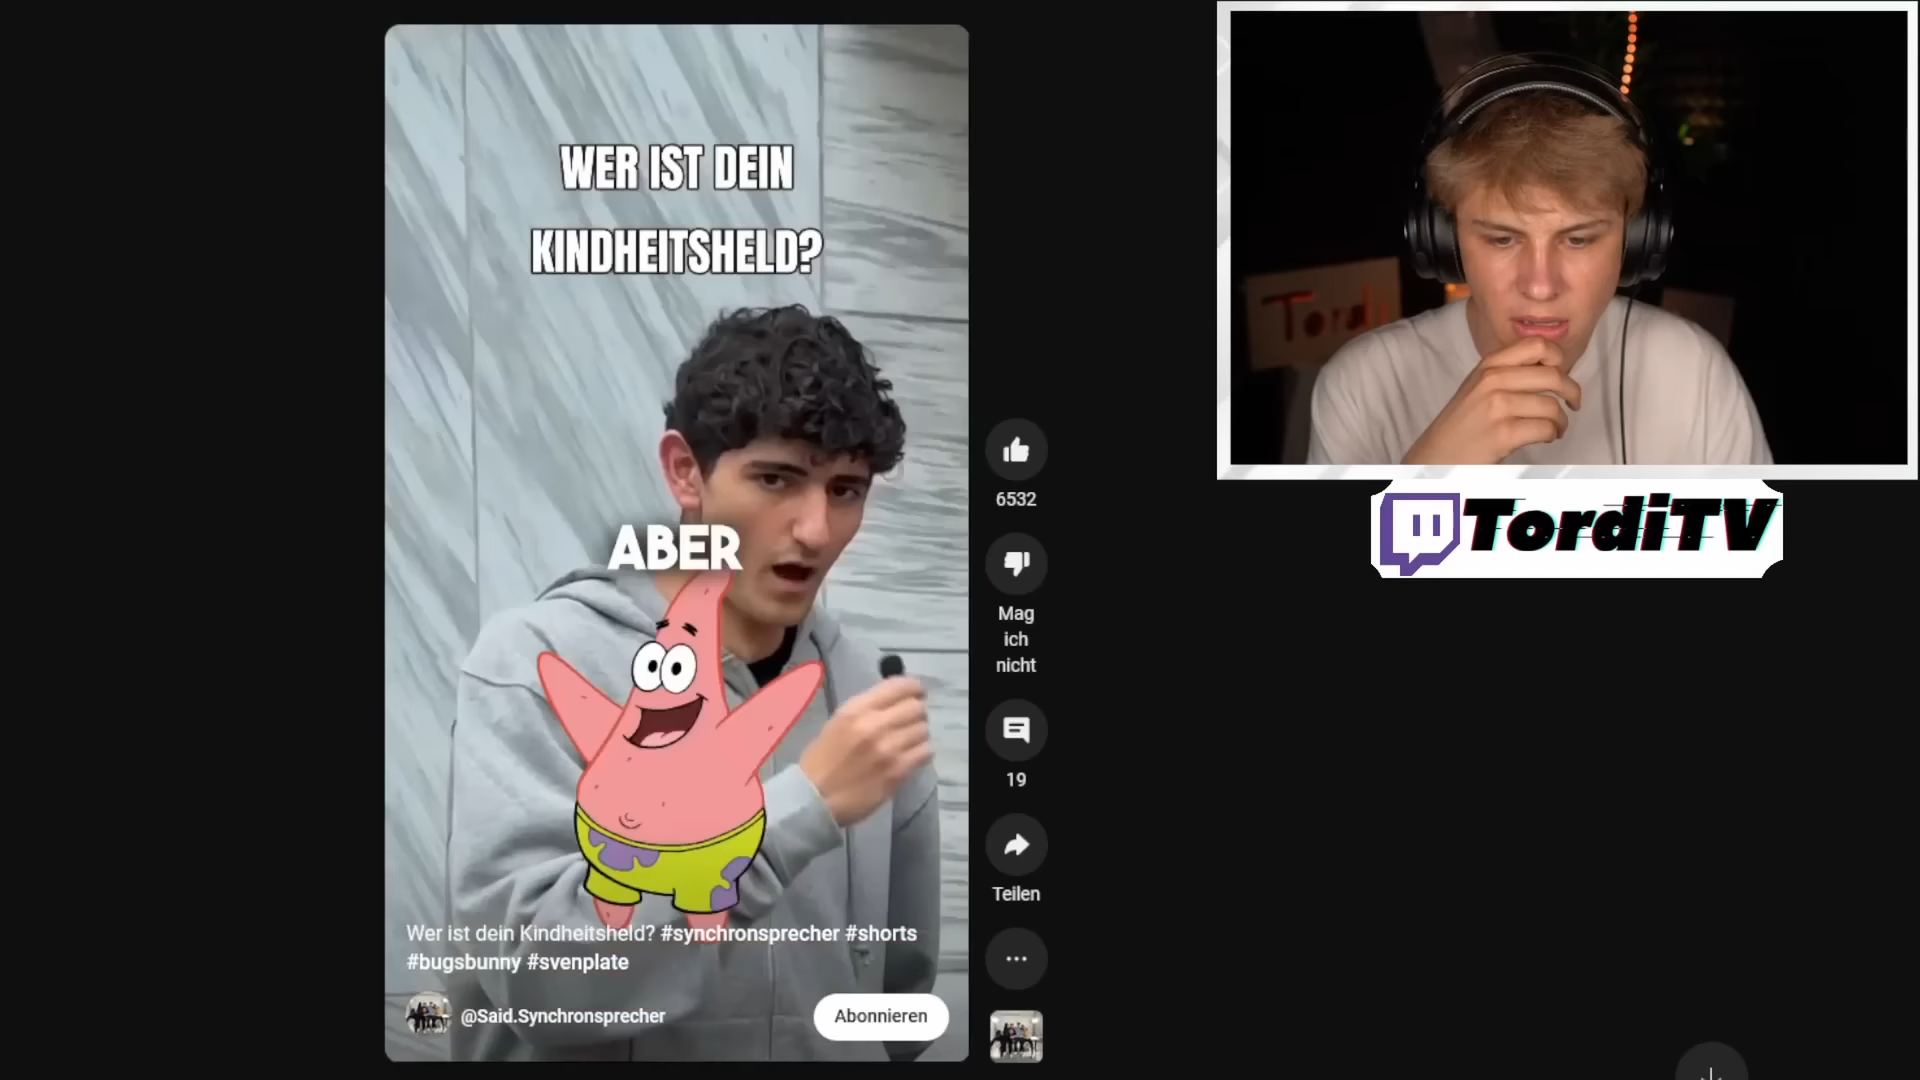 WER IST DEIN
KINDHEITSHELD?
ABER
Wer ist dein Kindheitsheld? #synchronsprecher #shorts
#bugsbunny #svenplate
@Said.Synchronsprecher
Abonnieren
6532
Mag
ich
nicht
19
Teilen
Tordi
TordiTV